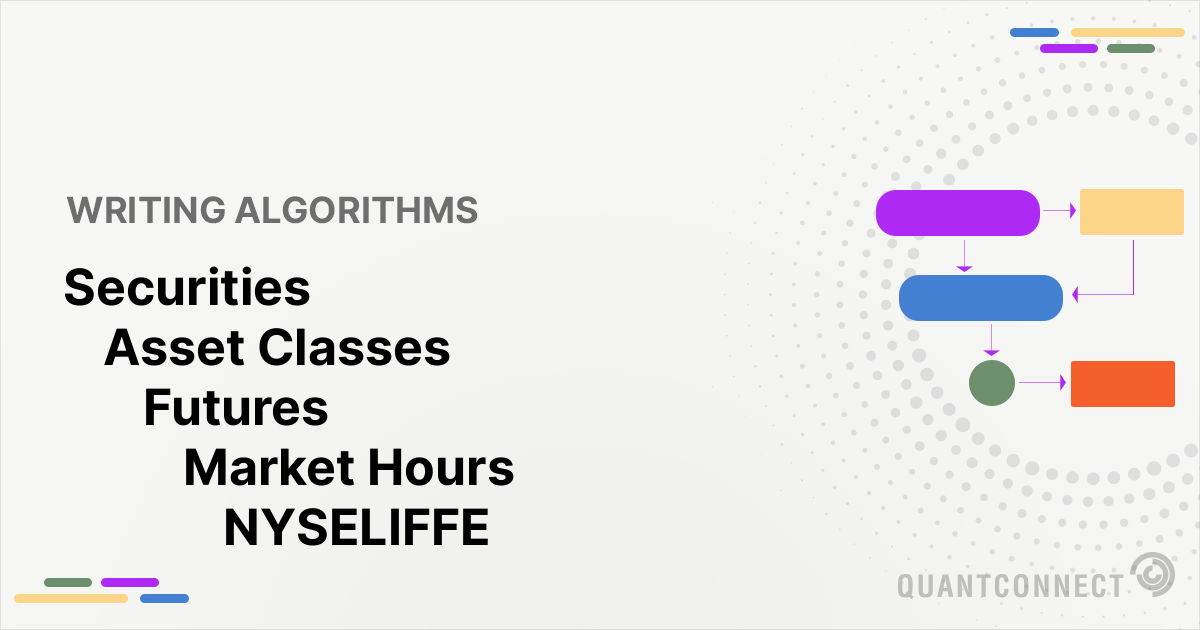 WRITING ALGORITHMS
Securities
Asset Classes
Futures
Market Hours
NYSELIFFE
QUANTCONNECT